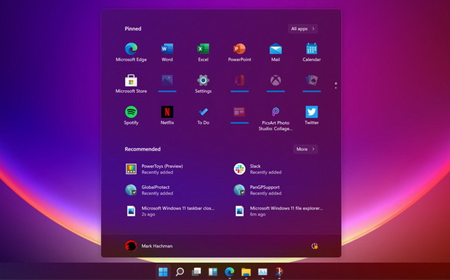 Pinned
All apps
Microsoft Edge
Word
Excel
PowerPoint
Mail
Calendar
Microsoft Store
Settings
Spotify
Netflix
To Do
PicsArt Photo
Studio: Collage...
Twitter
Recommended
More
PowerToys (Preview)
Recently added
Slack
Recently added
GlobalProtect
Recently added
PanGPSupport
Recently added
Microsoft Windows 11 taskbar clos...
2s ago
Microsoft Windows 11 file explorer...
6m ago
Mark Hachman